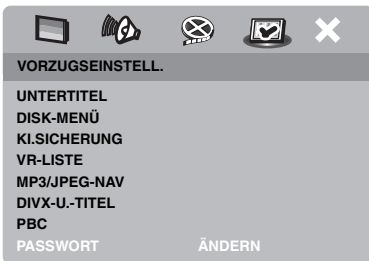 VORZUGSEINSTELL.
UNTERTITEL
DISK-MENÜ
KI.SICHERUNG
VR-LISTE
MP3/JPEG-NAV
DIVX-U.-TITEL
PBC
PASSWORT ÄNDERN